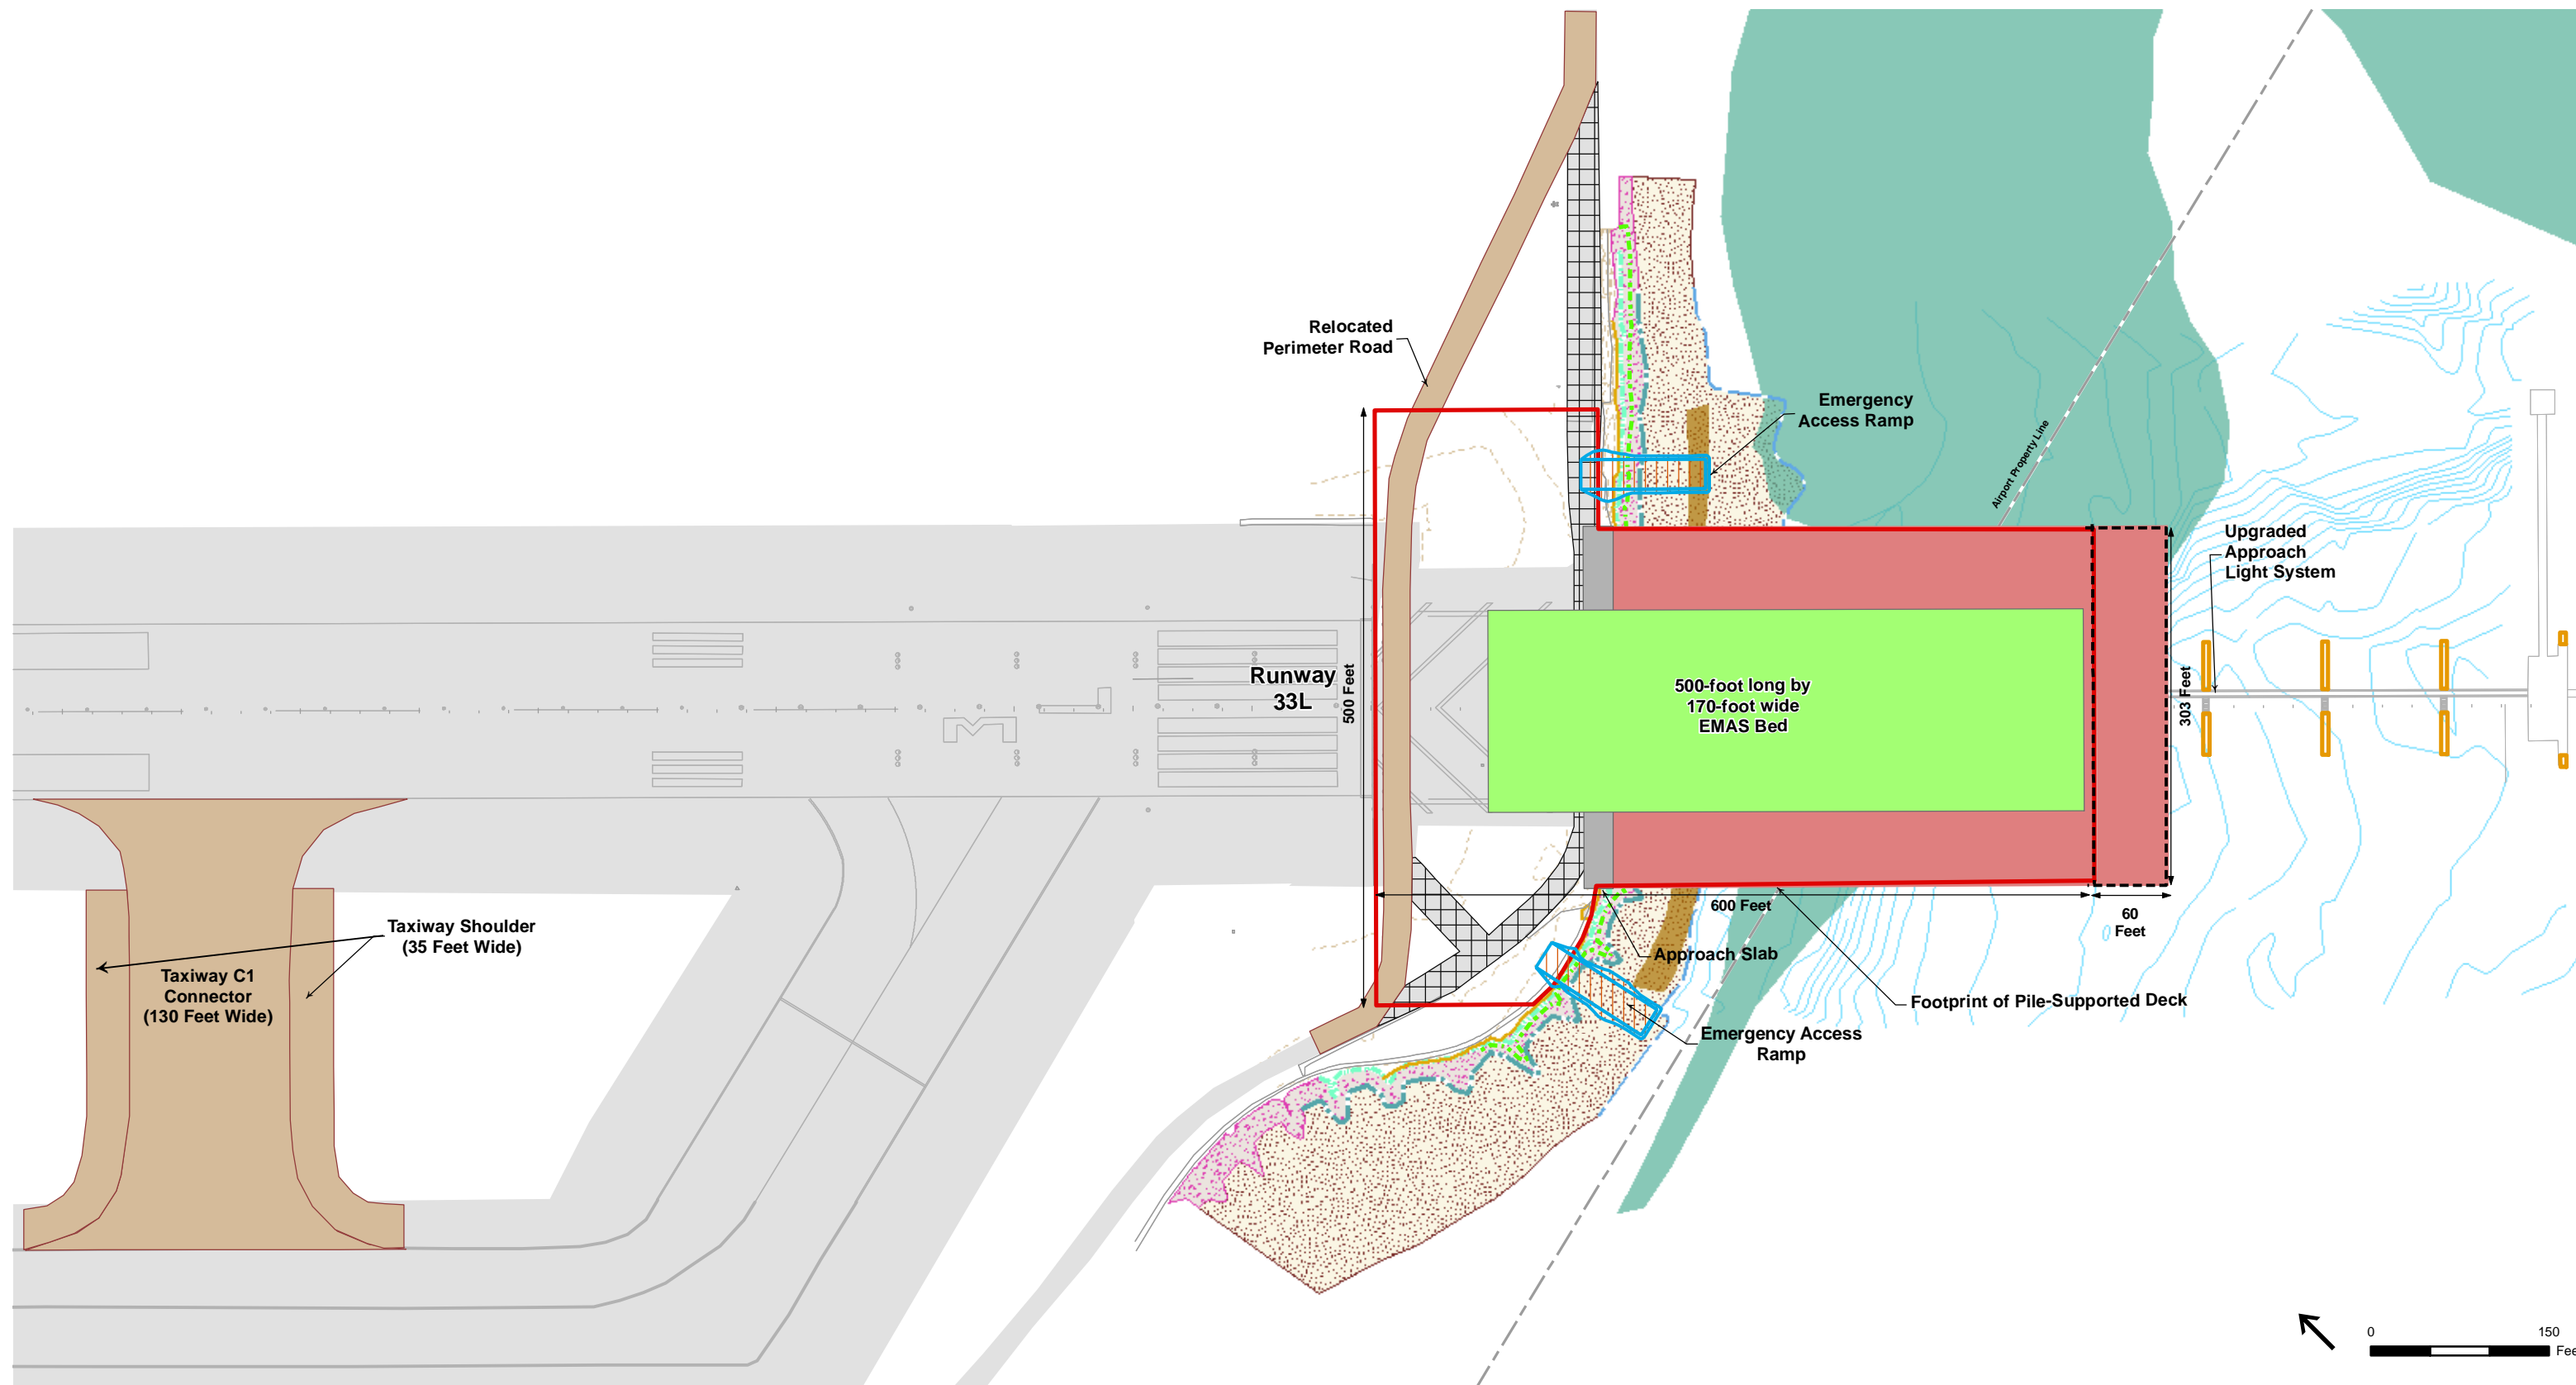 Relocated
Perimeter Road
Emergency
Access Ramp
Airport Property Line
Upgraded
Approach
Light System
Runway
33L
500 Feet
500-foot long by
170-foot wide
EMAS Bed
303 Feet
600 Feet
60
Feet
Taxiway Shoulder
(35 Feet Wide)
Taxiway C1
Connector
(130 Feet Wide)
Approach Slab
Footprint of Pile-Supported Deck
Emergency Access
Ramp
0
150
Fee